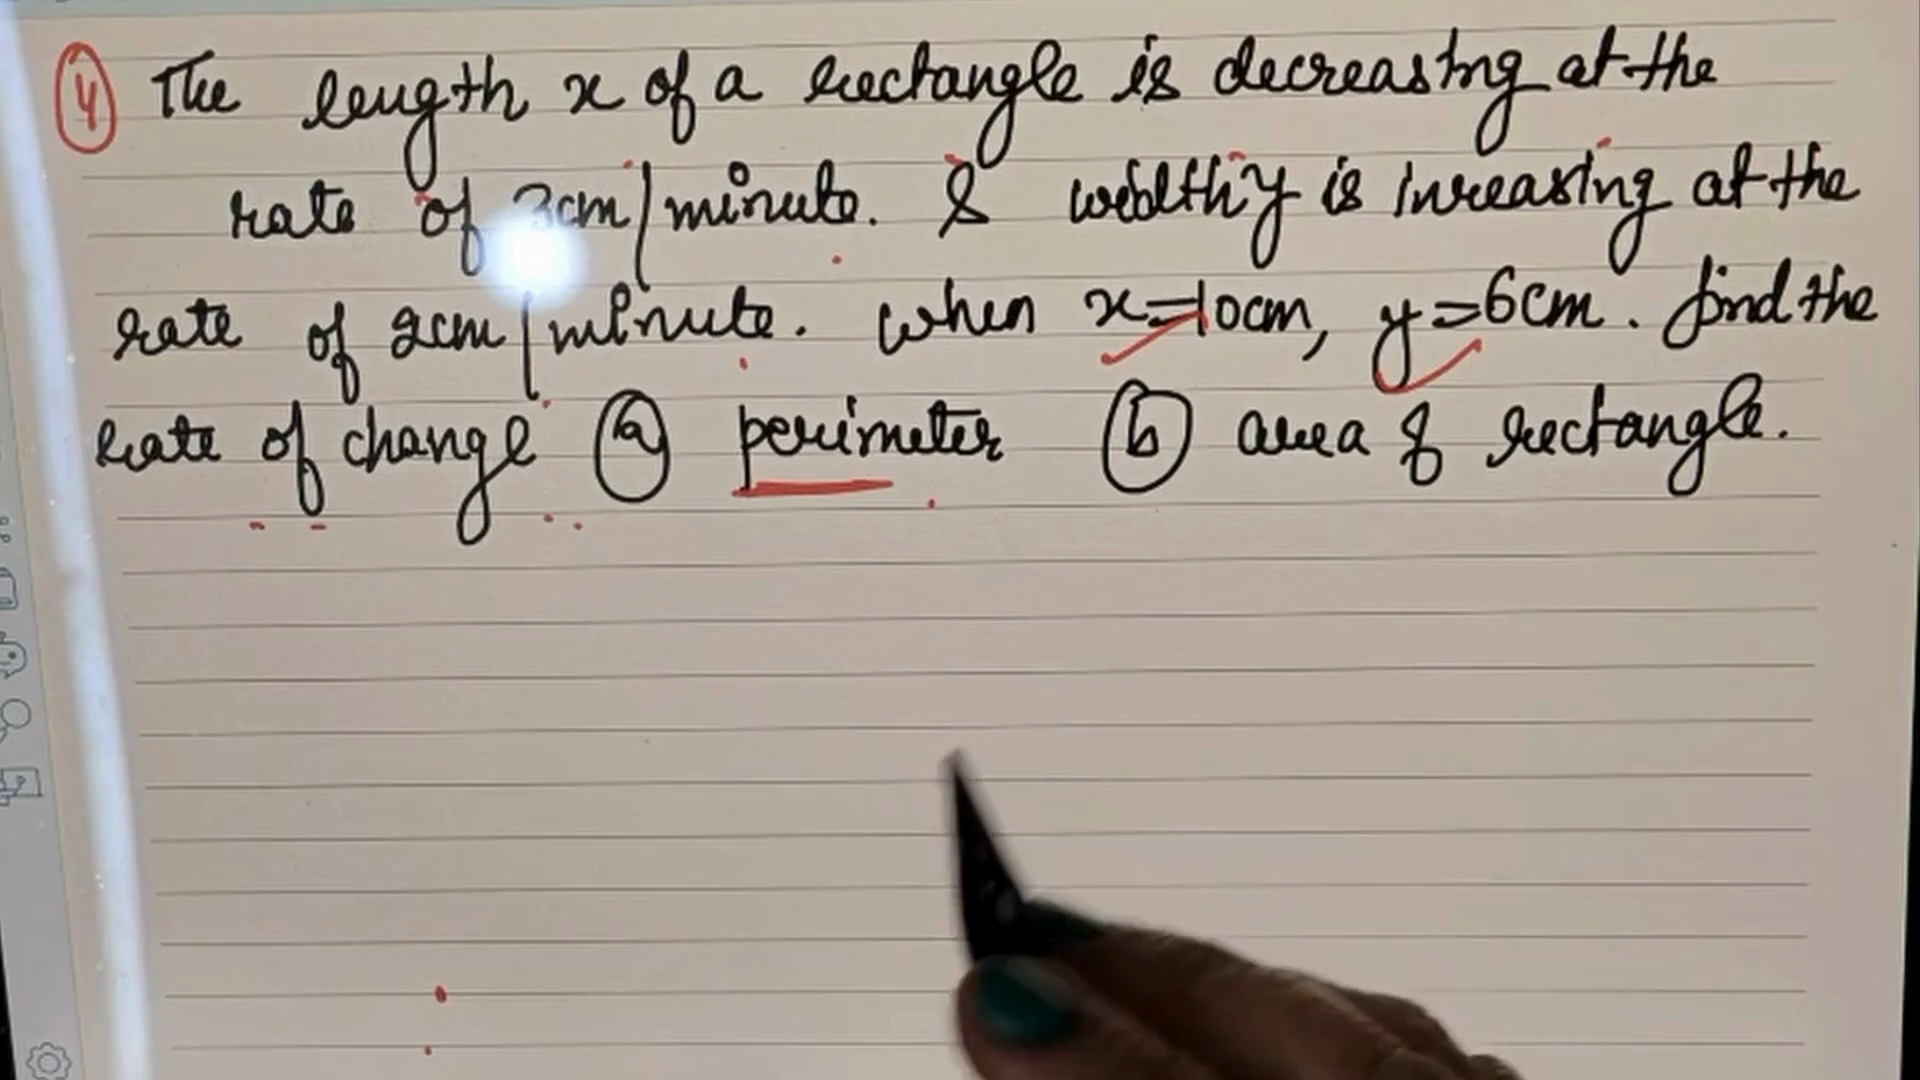 4 The length x of a rectangle is decreasing at the
rate of 3cm/minute. & width y is increasing at the
rate of 2cm/minute. when x=10cm, y=6cm. find the
rate of change (a) perimeter (b) area of rectangle.